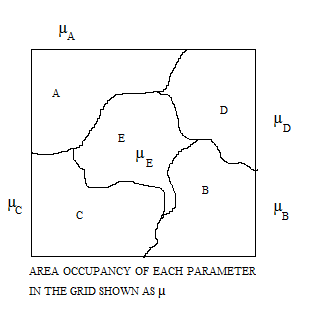 μA
A
D
μD
E
μE
B
μB
μC
C
AREA OCCUPANCY OF EACH PARAMETER
IN THE GRID SHOWN AS μ